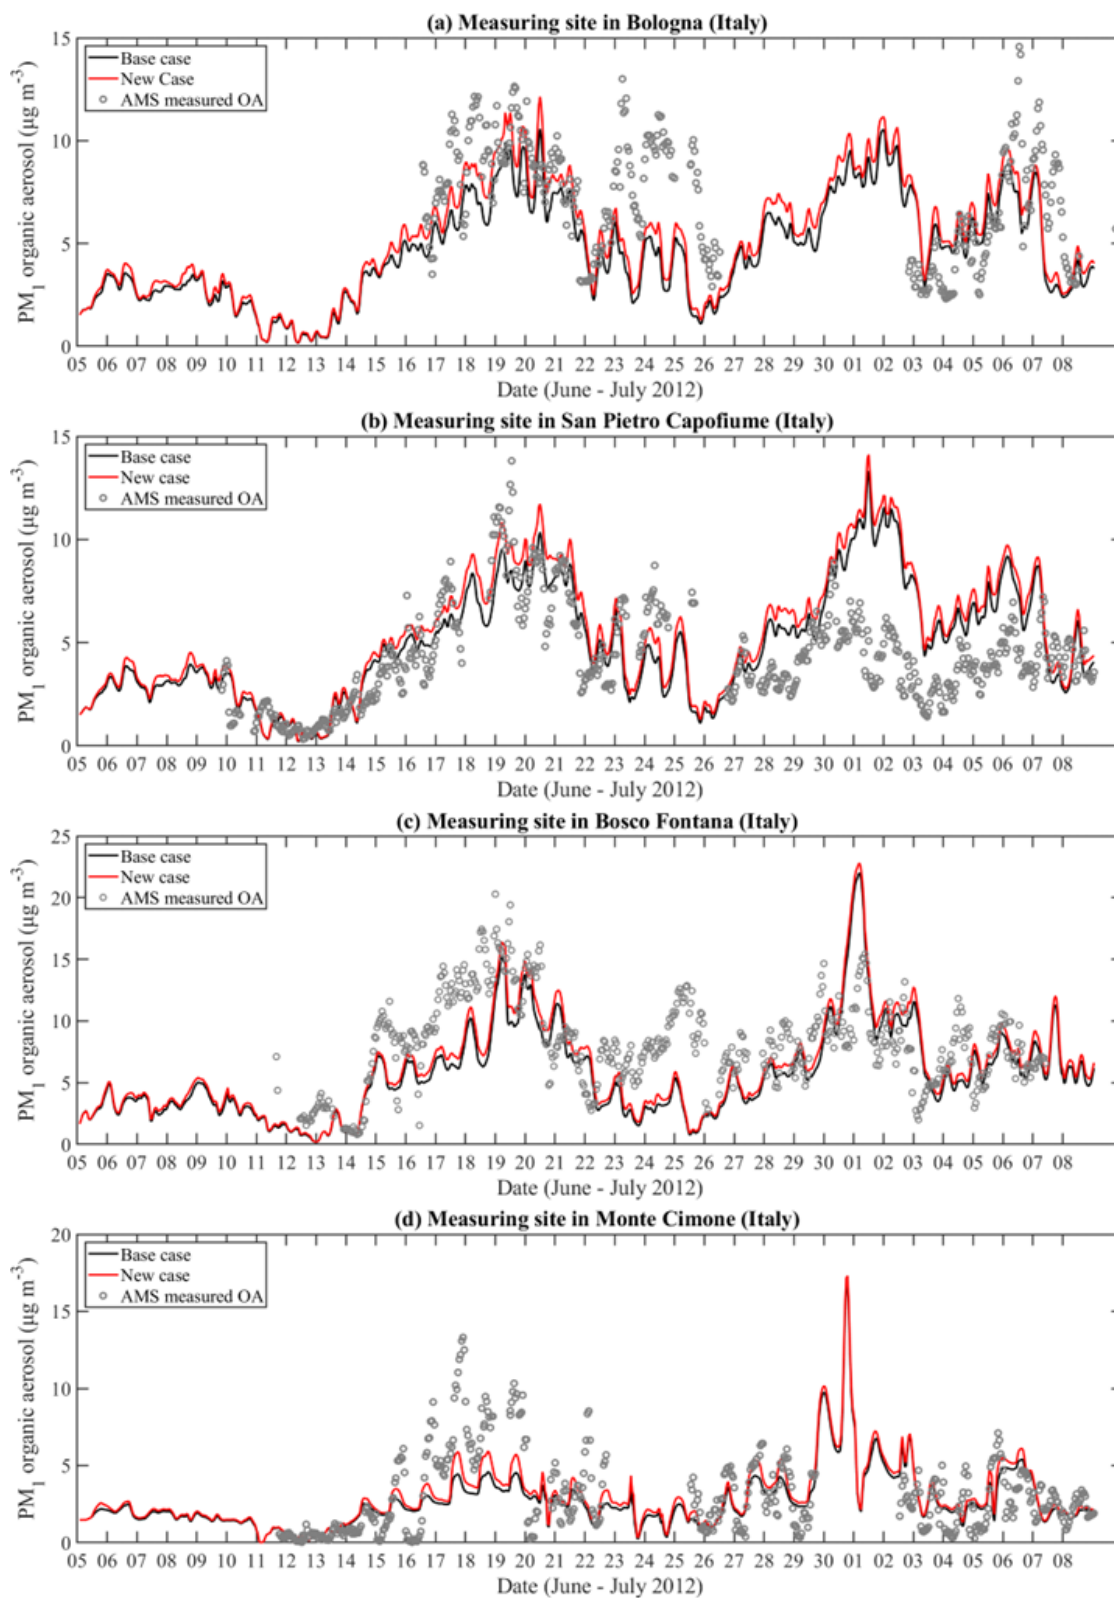 (a) Measuring site in Bologna (Italy)
15
10
5
0
PM1 organic aerosol (µg m-3)
Base case
New Case
AMS measured OA
05 06 07 08 09 10 11 12 13 14 15 16 17 18 19 20 21 22 23 24 25 26 27 28 29 30 01 02 03 04 05 06 07 08
Date (June - July 2012)
(b) Measuring site in San Pietro Capofiume (Italy)
15
10
5
0
PM1 organic aerosol (µg m-3)
Base case
New case
AMS measured OA
05 06 07 08 09 10 11 12 13 14 15 16 17 18 19 20 21 22 23 24 25 26 27 28 29 30 01 02 03 04 05 06 07 08
Date (June - July 2012)
(c) Measuring site in Bosco Fontana (Italy)
25
20
15
10
5
0
PM1 organic aerosol (µg m-3)
Base case
New case
AMS measured OA
05 06 07 08 09 10 11 12 13 14 15 16 17 18 19 20 21 22 23 24 25 26 27 28 29 30 01 02 03 04 05 06 07 08
Date (June - July 2012)
(d) Measuring site in Monte Cimone (Italy)
20
15
10
5
0
PM1 organic aerosol (µg m-3)
Base case
New case
AMS measured OA
05 06 07 08 09 10 11 12 13 14 15 16 17 18 19 20 21 22 23 24 25 26 27 28 29 30 01 02 03 04 05 06 07 08
Date (June - July 2012)